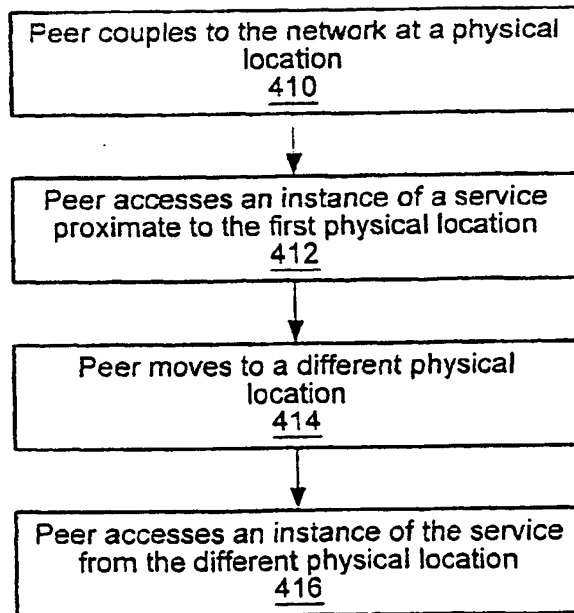 Peer couples to the network at a physical
location
410
Peer accesses an instance of a service
proximate to the first physical location
412
Peer moves to a different physical
location
414
Peer accesses an instance of the service
from the different physical location
416